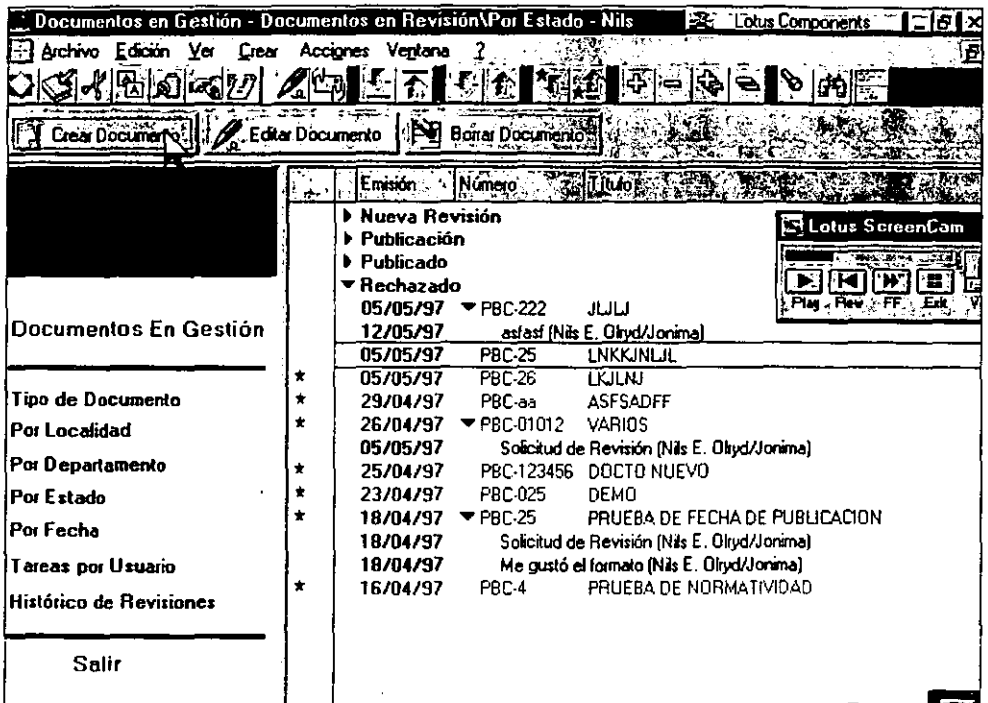 Documentos en Gestión - Documentos en Revisión\Por Estado - Nils
Lotus Components
Archivo Edición Ver Crear Acciones Ventana ?
Crear Documento Editar Documento Borrar Documento
Emisión Número Título
Nueva Revisión
Publicación
Publicado
Rechazado
Lotus ScreenCam
Play Rew FF Exit
05/05/97 PBC-222 JLJLJ
12/05/97 asfasf (Nils E. Olryd/Jonima)
05/05/97 PBC-25 LNKKJNLJL
* 05/05/97 PBC-26 LKJLNJ
* 29/04/97 PBC-aa ASFSADFF
* 26/04/97 PBC-01012 VARIOS
05/05/97 Solicitud de Revisión (Nils E. Olryd/Jonima)
* 25/04/97 PBC-123456 DOCTO NUEVO
* 23/04/97 PBC-025 DEMO
* 18/04/97 PBC-25 PRUEBA DE FECHA DE PUBLICACION
18/04/97 Solicitud de Revisión (Nils E. Olryd/Jonima)
18/04/97 Me gustó el formato (Nils E. Olryd/Jonima)
* 16/04/97 PBC-4 PRUEBA DE NORMATIVIDAD
Documentos En Gestión
Tipo de Documento
Por Localidad
Por Departamento
Por Estado
Por Fecha
Tareas por Usuario
Histórico de Revisiones
Salir